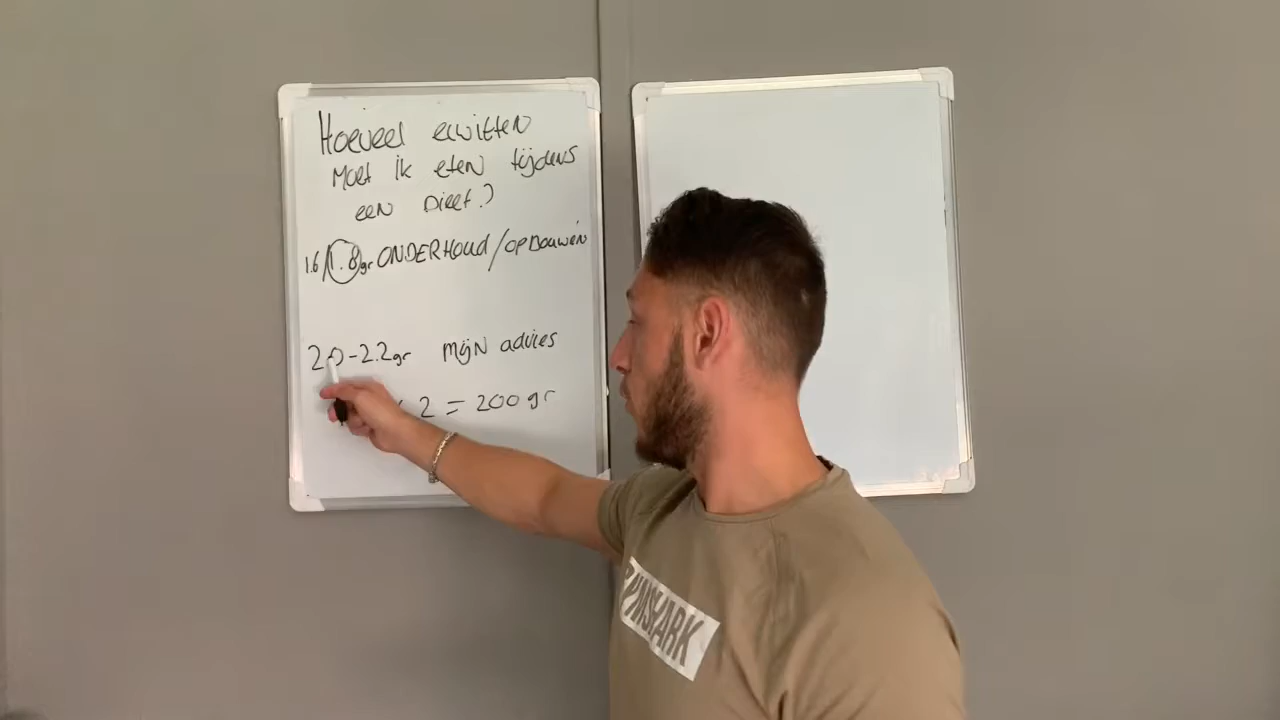 Hoeveel eiwitten
Moet ik eten tijdens
een Dieet?
1.6/1.8gr ONDERHOUD/OPBOUWEN
2.0-2.2gr MijN advies
2 = 200 gr
GYMSHARK